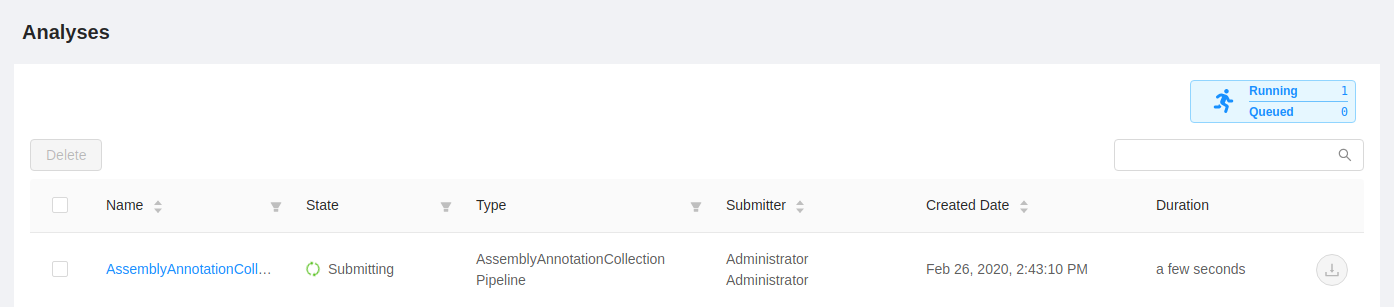 Analyses
Running 1
Queued 0
Delete
Name State Type Submitter Created Date Duration
AssemblyAnnotationColl... Submitting AssemblyAnnotationCollection Administrator Feb 26, 2020, 2:43:10 PM a few seconds
Pipeline Administrator